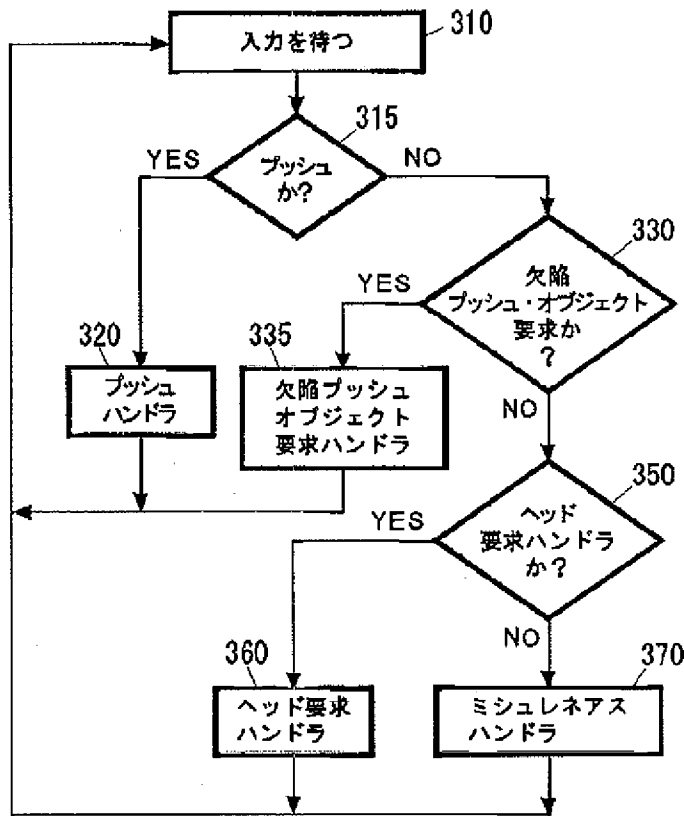 310
入力を待つ
315
YES
プッシュ
か?
NO
330
欠陥
プッシュ・オブジェクト
要求か
?
YES
320
プッシュ
ハンドラ
335
欠陥プッシュ
オブジェクト
要求ハンドラ
NO
350
ヘッド
要求ハンドラ
か?
YES
NO
360
ヘッド要求
ハンドラ
370
ミシュレネアス
ハンドラ